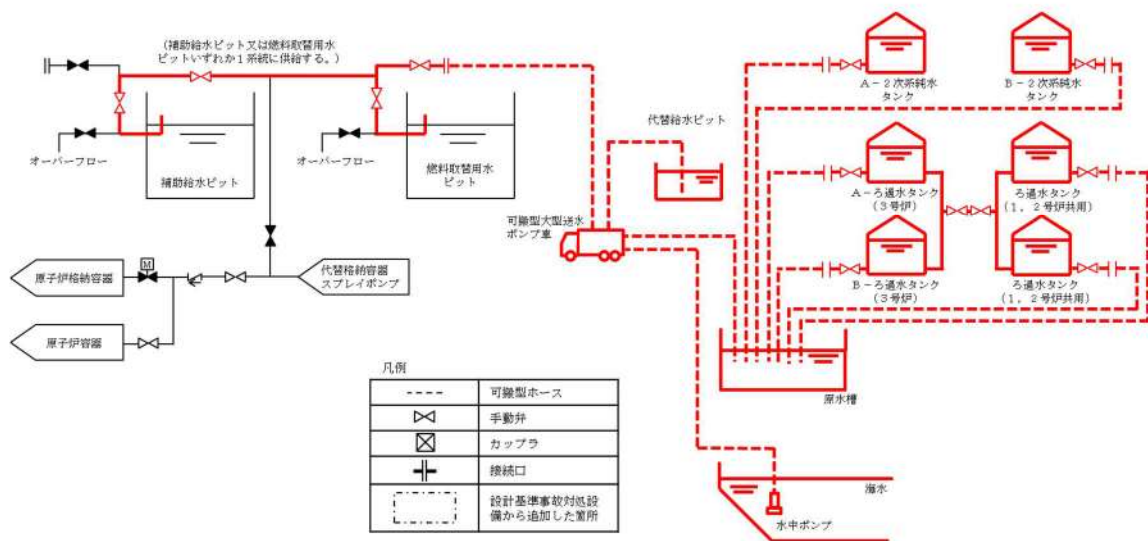 (補助給水ピット又は燃料取替用水
ピットいずれか1系統に供給する。)
オーバーフロー
補助給水ピット
オーバーフロー
燃料取替用水
ピット
代替給水ピット
可搬型大型送水
ポンプ車
A-2次系純水
タンク
B-2次系純水
タンク
A-ろ過水タンク
(3号炉)
ろ過水タンク
(1,2号炉共用)
B-ろ過水タンク
(3号炉)
ろ過水タンク
(1,2号炉共用)
M
原子炉格納容器
代替格納容器
スプレイポンプ
原子炉容器
原水槽
海水
水中ポンプ
凡例
可搬型ホース
手動弁
カップラ
接続口
設計基準事故対処設
備から追加した箇所